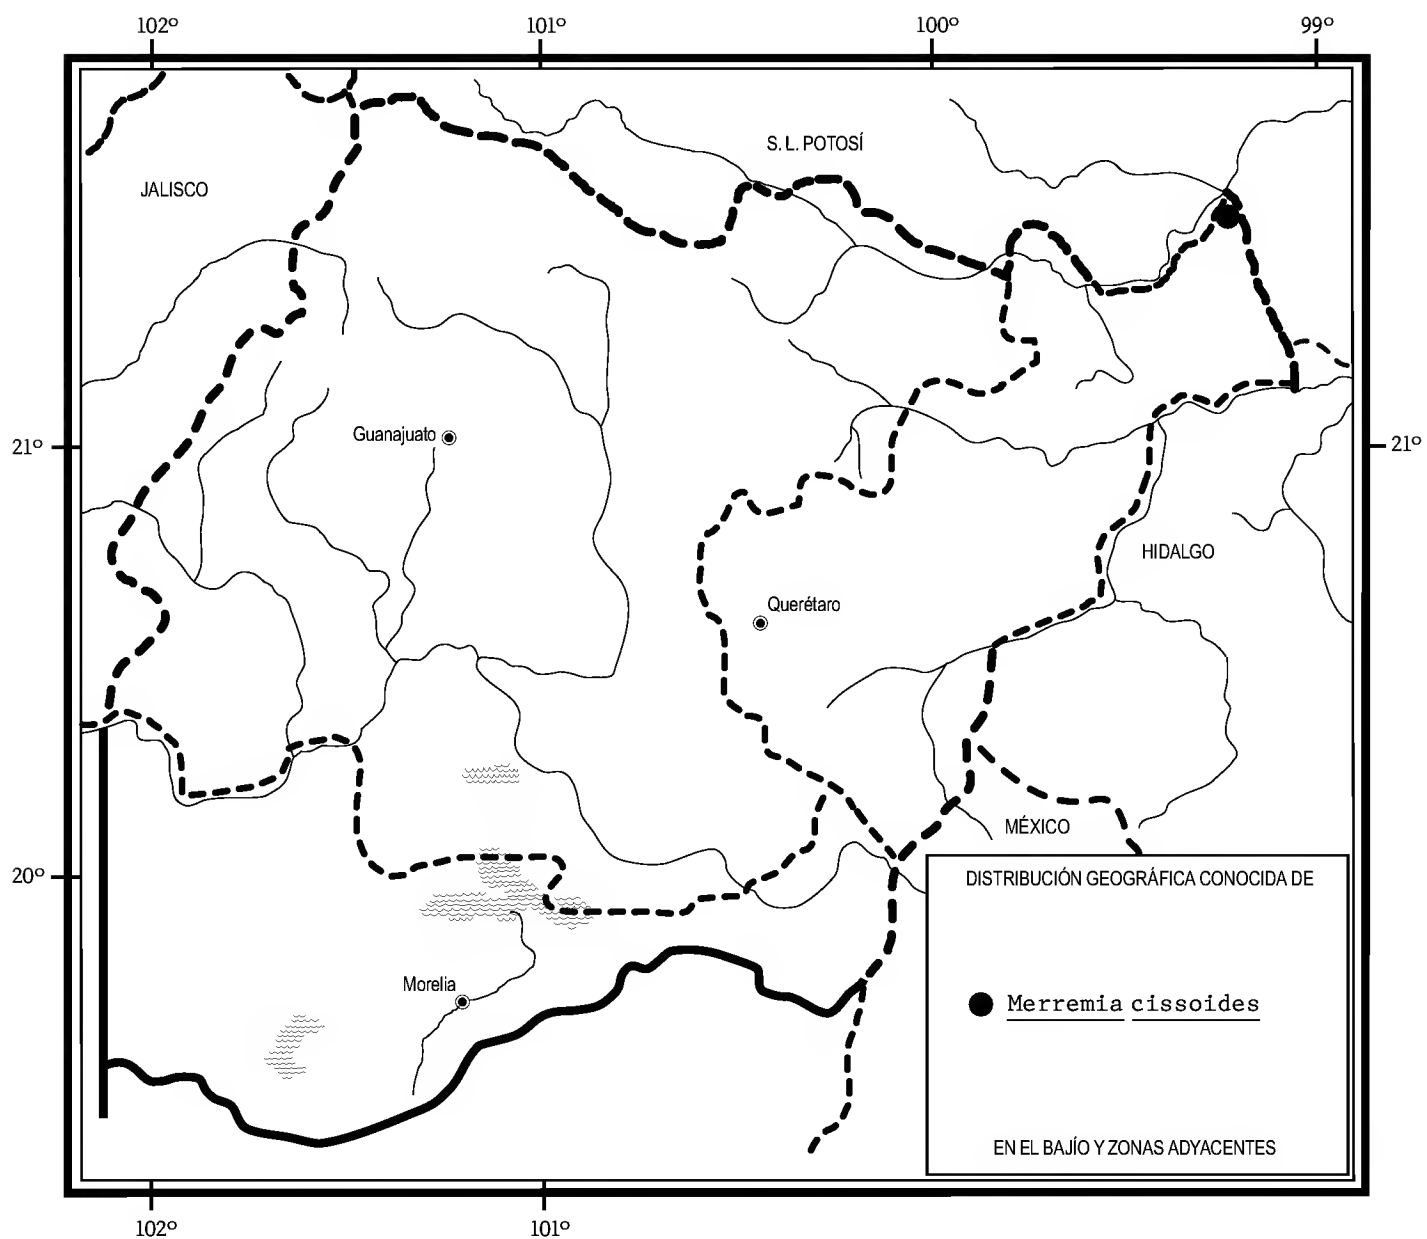 102º 101º 100º 99º
S. L. POTOSÍ
JALISCO
Guanajuato
21º 21º
HIDALGO
Querétaro
MÉXICO
20º
DISTRIBUCIÓN GEOGRÁFICA CONOCIDA DE
Morelia
Merremia cissoides
EN EL BAJÍO Y ZONAS ADYACENTES
102º 101º